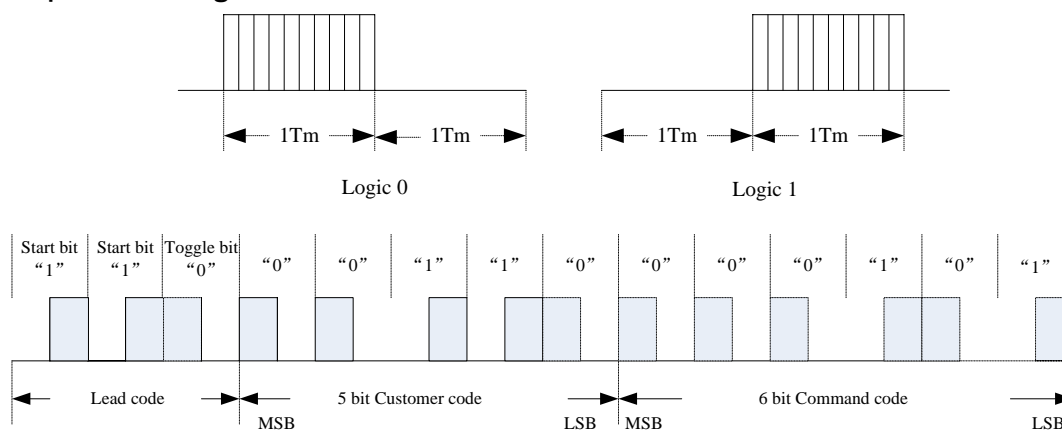 1Tm 1Tm 1Tm 1Tm
Logic 0 Logic 1
Start bit Start bit Toggle bit
“1” “1” “0” “0” “0” “1” “1” “0” “0” “0” “0” “1” “0” “1”
Lead code 5 bit Customer code 6 bit Command code
MSB LSB MSB LSB